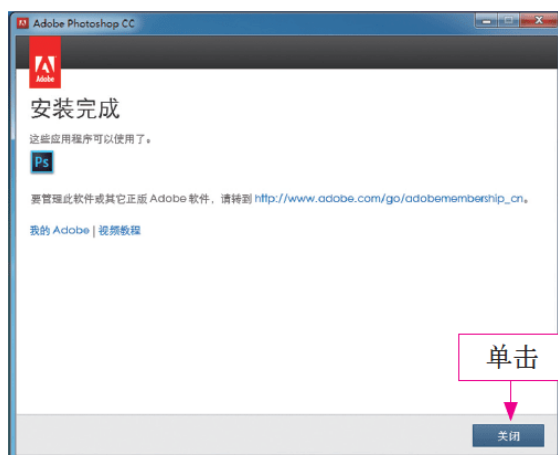 Adobe Photoshop CC
Adobe
安装完成
这些应用程序可以使用了。
Ps
要管理此软件或其它正版 Adobe 软件，请转到 http://www.adobe.com/go/adobemembership_cn。
我的 Adobe | 视频教程
单击
关闭